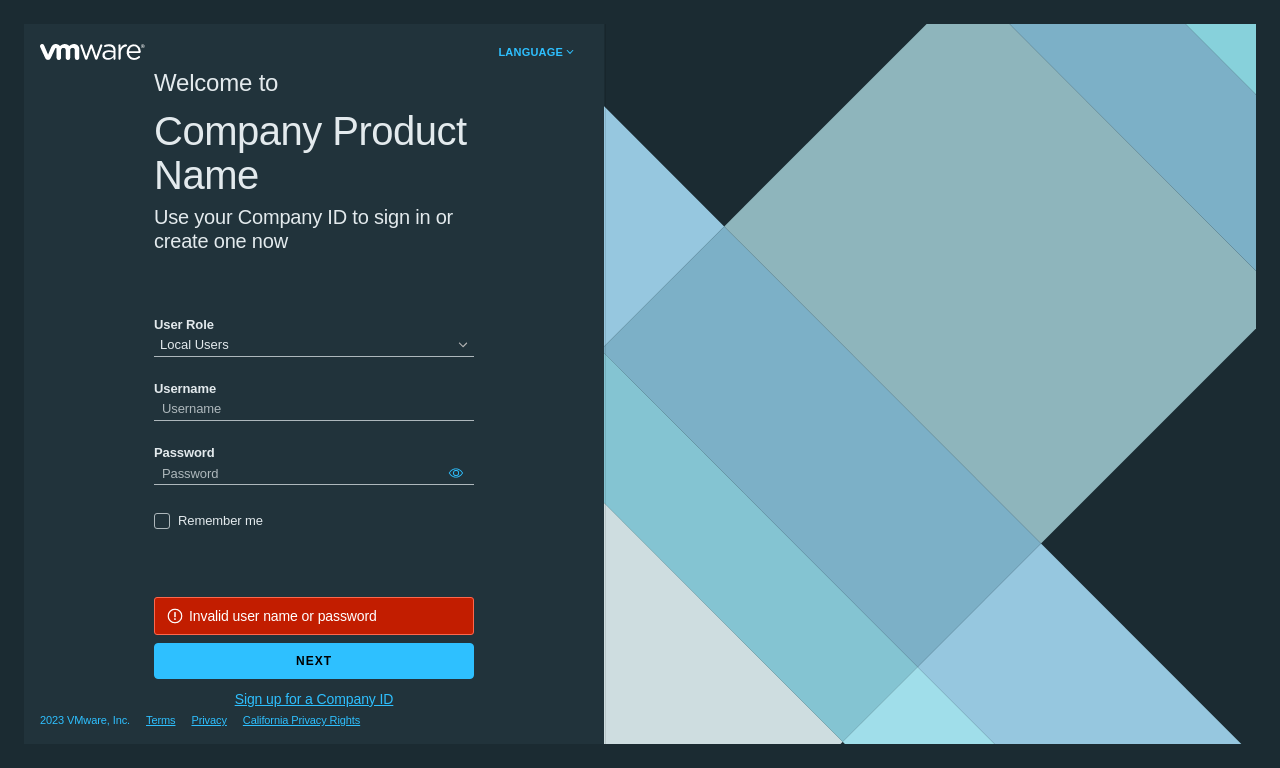 vmware®
LANGUAGE
Welcome to
Company Product
Name
Use your Company ID to sign in or
create one now
User Role
Local Users
Username
Username
Password
Password
Remember me
Invalid user name or password
NEXT
Sign up for a Company ID
2023 VMware, Inc. Terms Privacy California Privacy Rights